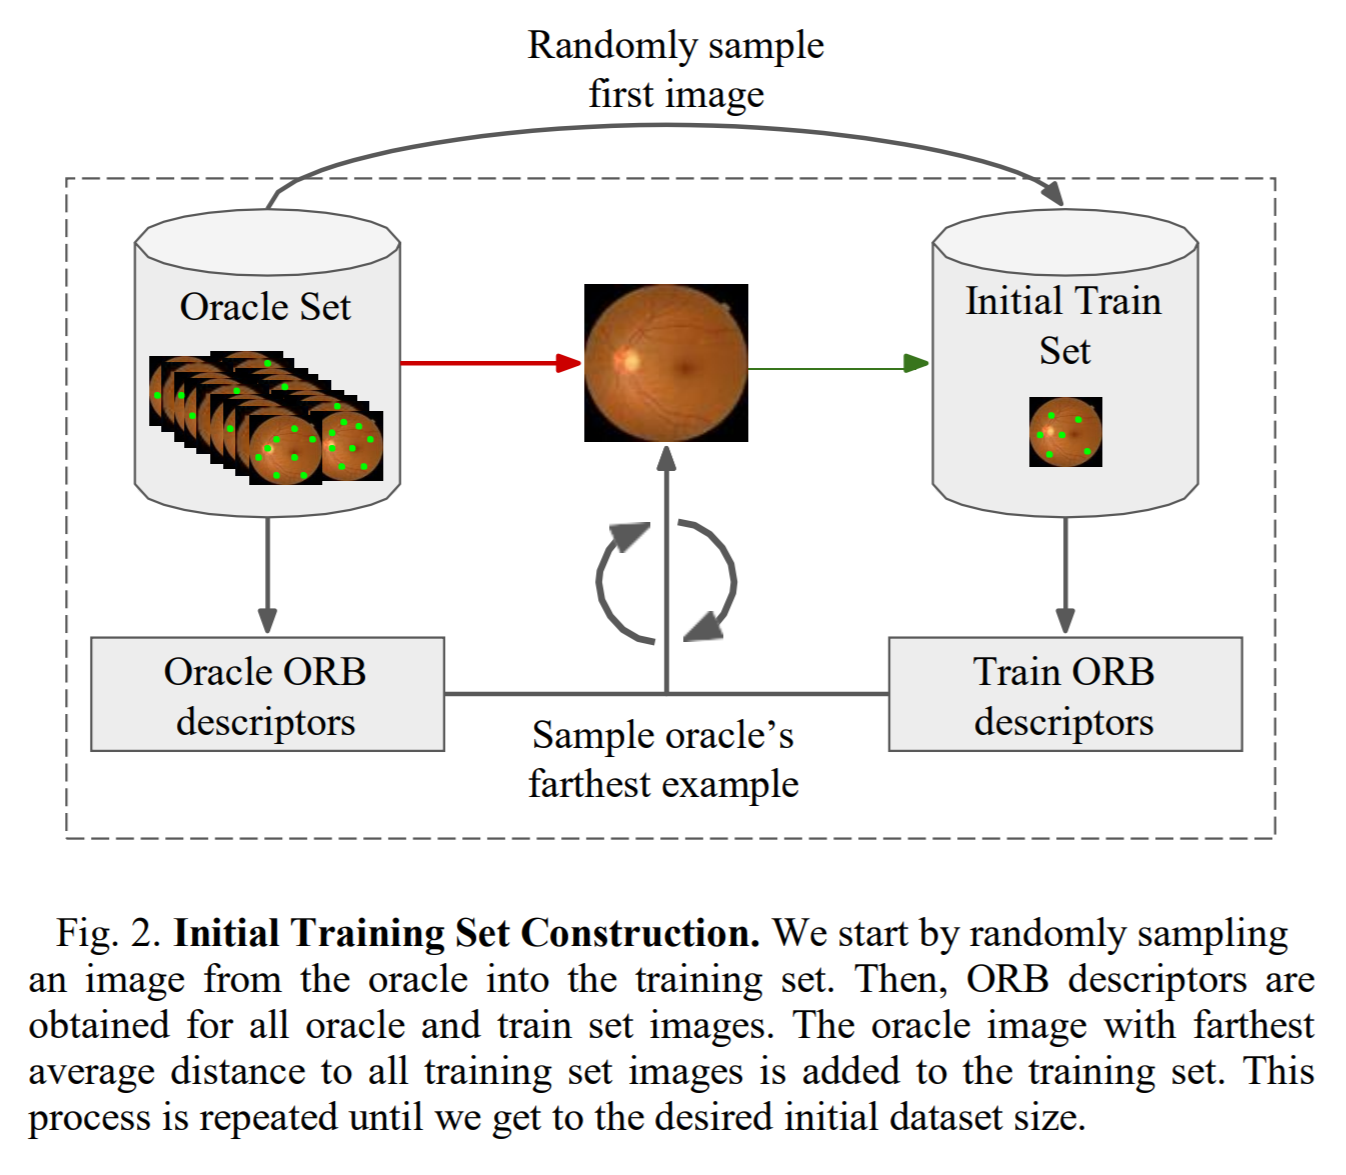 Randomly sample
first image
Oracle Set
Initial Train
Set
Oracle ORB
descriptors
Train ORB
descriptors
Sample oracle’s
farthest example
Fig. 2. Initial Training Set Construction. We start by randomly sampling
an image from the oracle into the training set. Then, ORB descriptors are
obtained for all oracle and train set images. The oracle image with farthest
average distance to all training set images is added to the training set. This
process is repeated until we get to the desired initial dataset size.